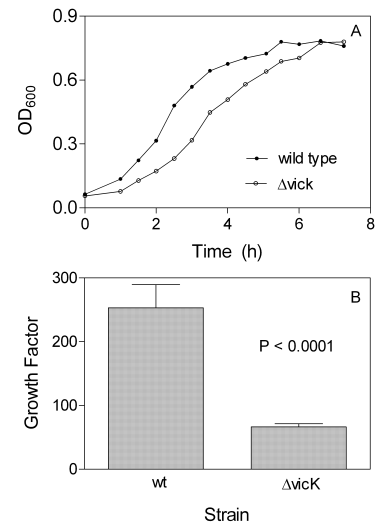 A
0.9
0.6
0.3
0.0
OD600
wild type
Δvick
0 2 4 6 8
Time (h)
B
300
200
100
0
Growth Factor
P < 0.0001
wt ΔvicK
Strain